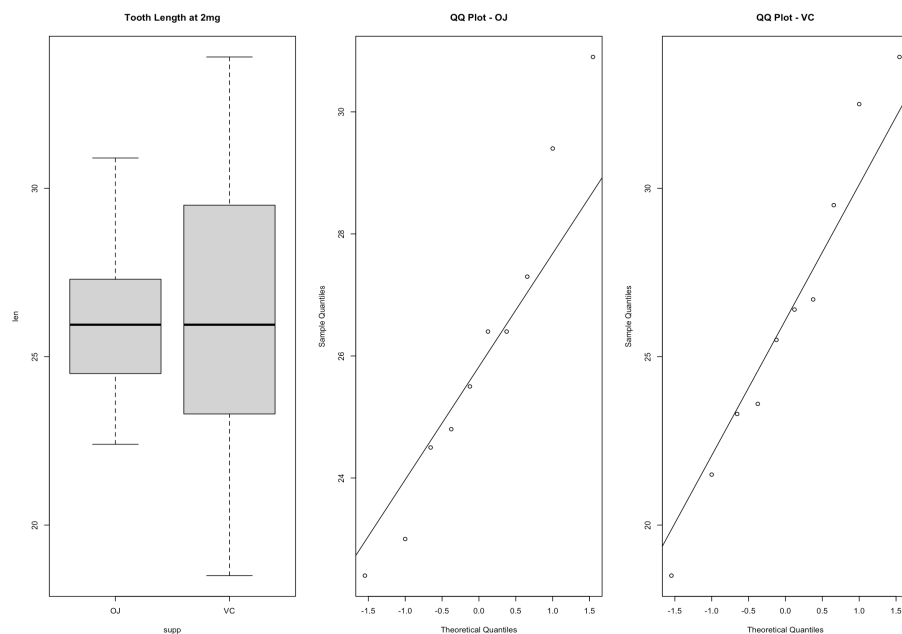 Tooth Length at 2mg
len
30
25
20
OJ VC
supp
QQ Plot - OJ
Sample Quantiles
30
28
26
24
-1.5 -1.0 -0.5 0.0 0.5 1.0 1.5
Theoretical Quantiles
QQ Plot - VC
Sample Quantiles
30
25
20
-1.5 -1.0 -0.5 0.0 0.5 1.0 1.5
Theoretical Quantiles